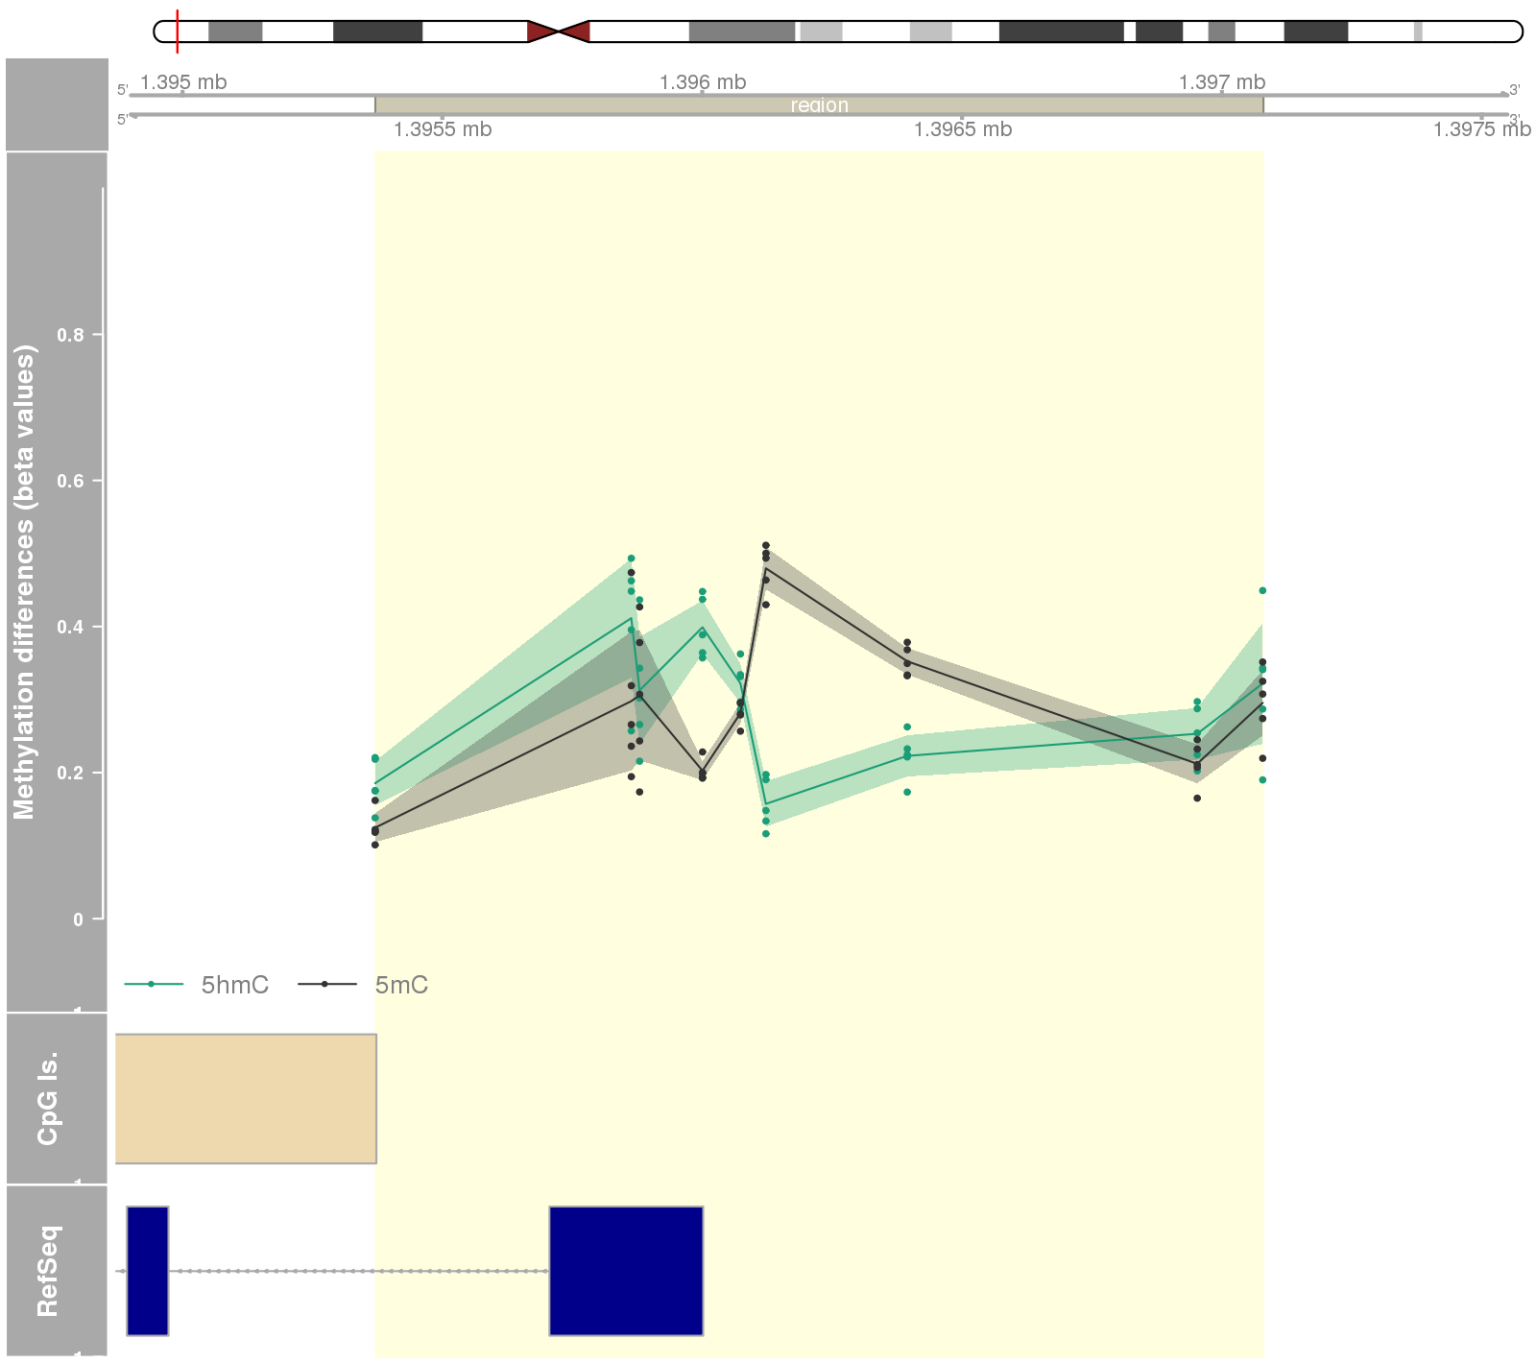 1.395 mb 1.396 mb 1.397 mb
5' 3'
region
5' 3'
1.3955 mb 1.3965 mb 1.3975 mb
Methylation differences (beta values)
0.8
0.6
0.4
0.2
0
5hmC 5mC
CpG Is.
RefSeq